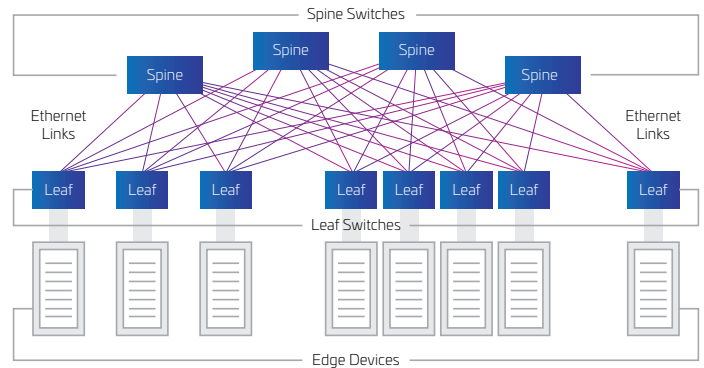 Spine Switches
Spine
Spine
Spine
Spine
Ethernet
Links
Ethernet
Links
Leaf
Leaf
Leaf
Leaf
Leaf
Leaf
Leaf
Leaf
Leaf Switches
Edge Devices